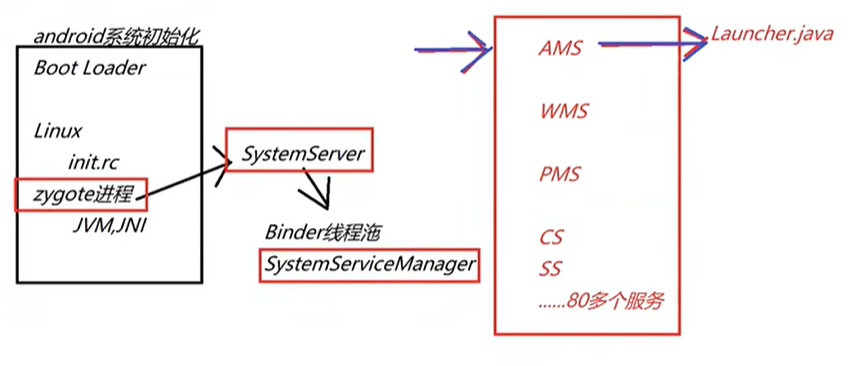 android系统初始化
Boot Loader
Linux
init.rc
zygote进程
JVM,JNI
SystemServer
Binder线程池
SystemServiceManager
AMS
WMS
PMS
CS
SS
......80多个服务
Launcher.java